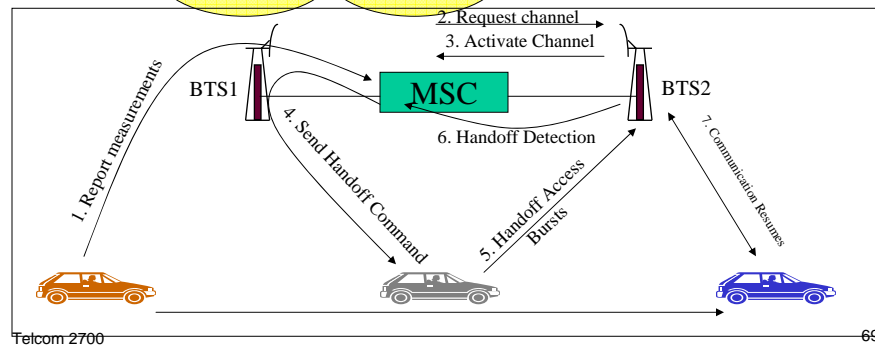 2. Request channel
3. Activate Channel
BTS1
MSC
BTS2
1. Report measurements
4. Send Handoff Command
6. Handoff Detection
5. Handoff Access
Bursts
7. Communication Resumes
Telcom 2700
69